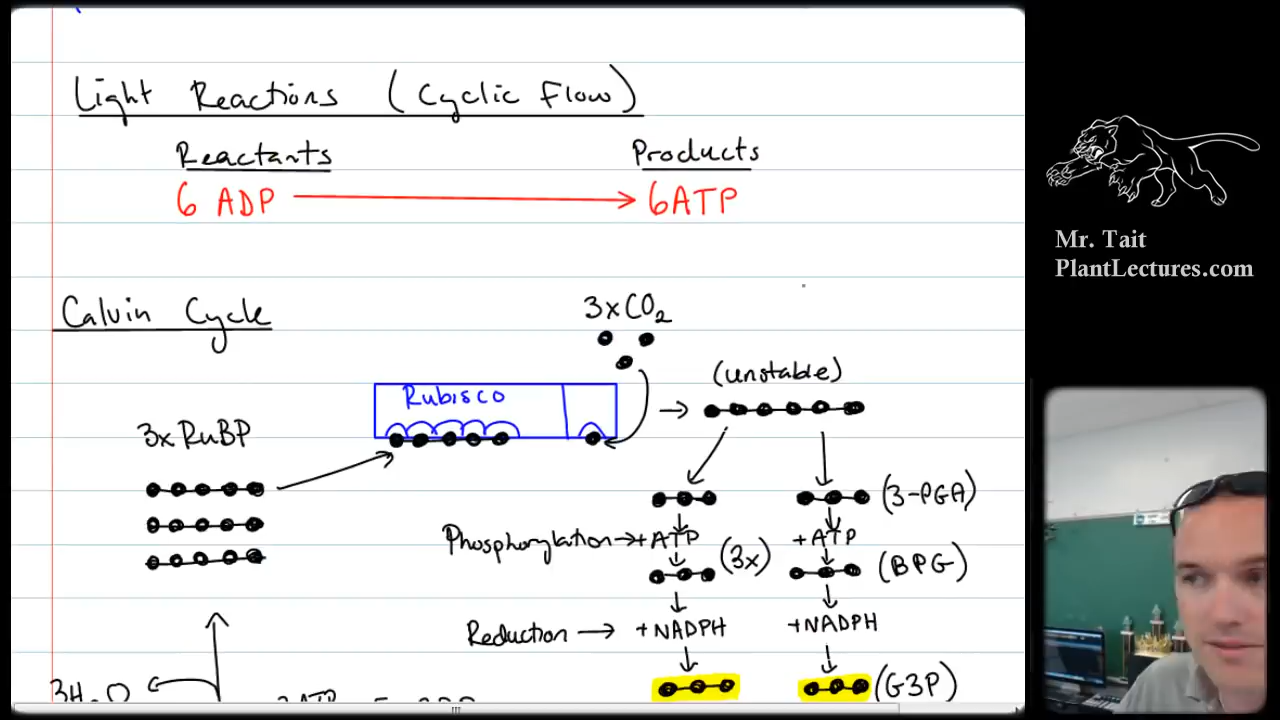 Light Reactions (Cyclic Flow)
Reactants Products
6 ADP 6ATP
Mr. Tait
PlantLectures.com
Calvin Cycle
3xCO2
(unstable)
Rubisco
3xRuBP
(3-PGA)
Phosphorylation +ATP +ATP
(3x) (BPG)
Reduction +NADPH +NADPH
(G3P)
3H2O